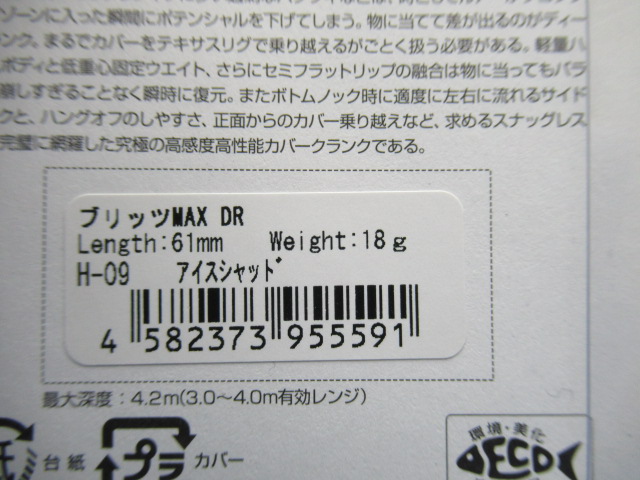 ゾーンに入った瞬間にポテンシャルを下げてしまう。物に当てて差が出るのがディー
ンク。まるでカバーをテキサスリグで乗り越えるがごとく扱う必要がある。軽量ハ
ボディと低重心固定ウエイト、さらにセミフラットリップの融合は物に当ってもバラ
崩しすぎることなく瞬時に復元。またボトムノック時に適度に左右に流れるサイド
クと、ハングオフのしやすさ、正面からのカバー乗り越えなど、求めるスナッグレス
完璧に網羅した究極の高感度高性能カバークランクである。
ブリッツMAX DR
Length:61mm Weight:18g
H-09 アイスシャッド
4 582373 955591
最大深度：4.2m(3.0〜4.0m有効レンジ)
紙 台紙
プラ カバー
環境・美化
ECO